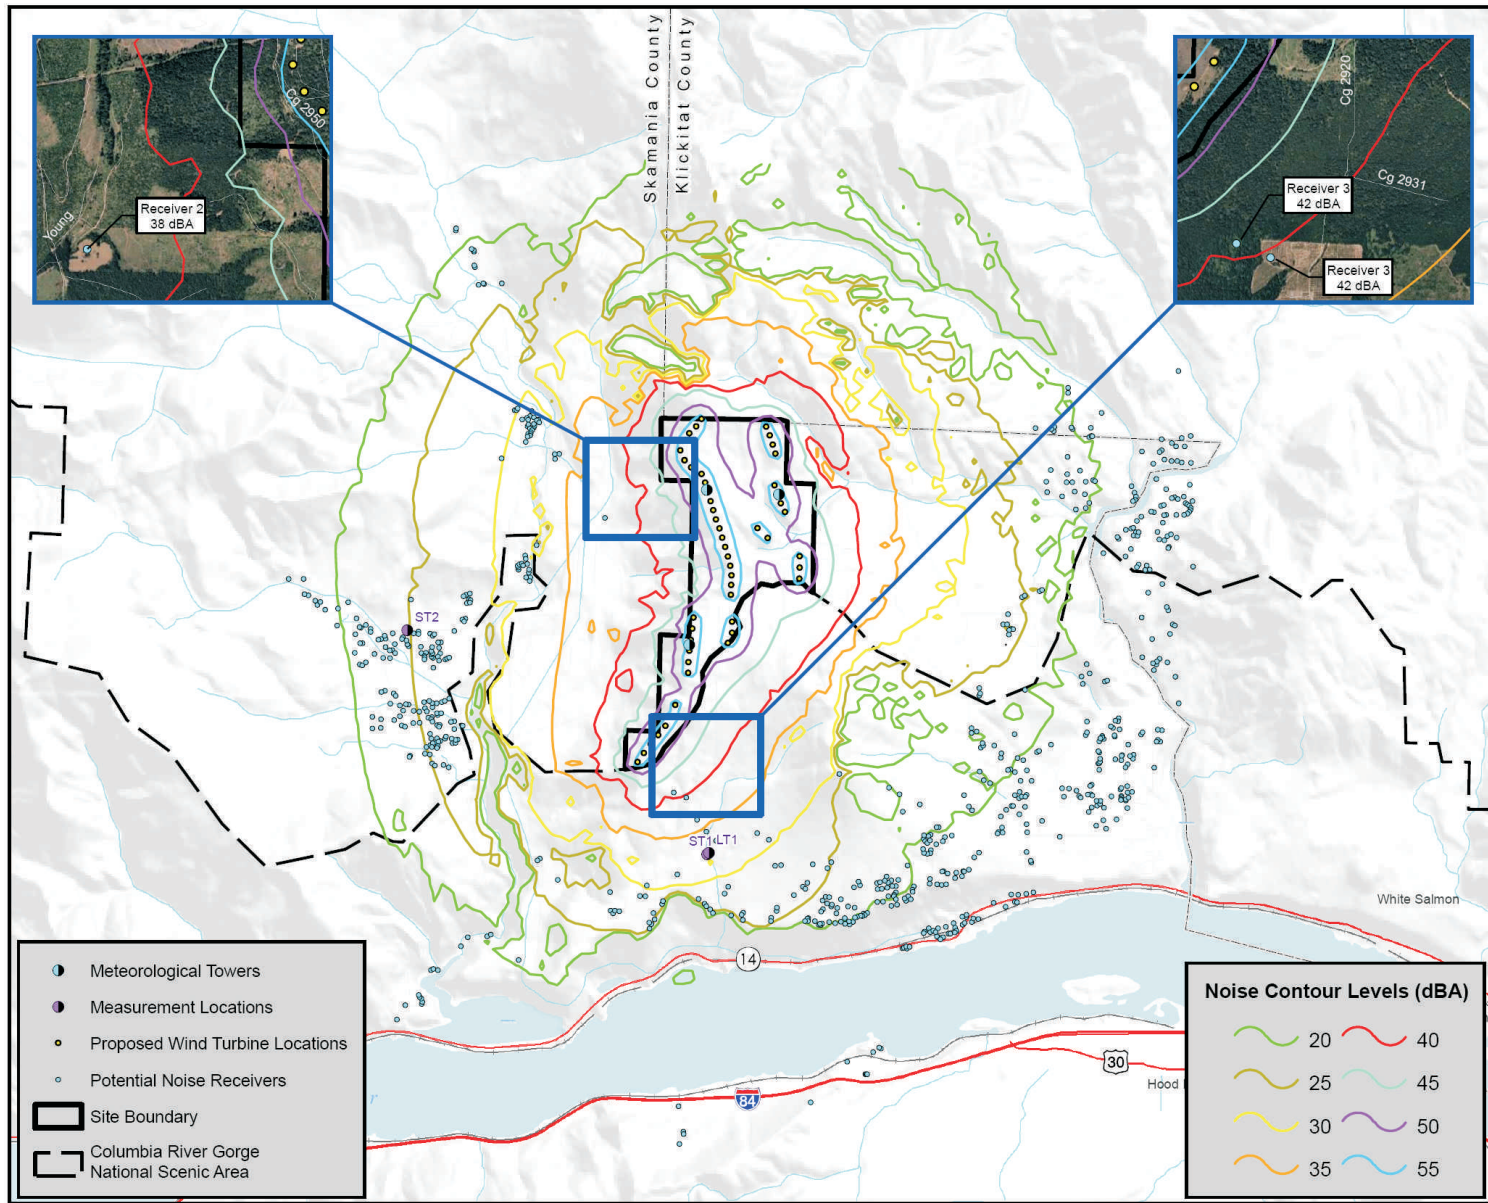 Skamania County
Klickitat County
Cg 2950
Receiver 2
38 dBA
Young
Cg 2920
Cg 2931
Receiver 3
42 dBA
Receiver 3
42 dBA
ST2
ST1
LT1
White Salmon
14
30
84
Hood
r
Meteorological Towers
Measurement Locations
Proposed Wind Turbine Locations
Potential Noise Receivers
Site Boundary
Columbia River Gorge
National Scenic Area
Noise Contour Levels (dBA)
20 40
25 45
30 50
35 55